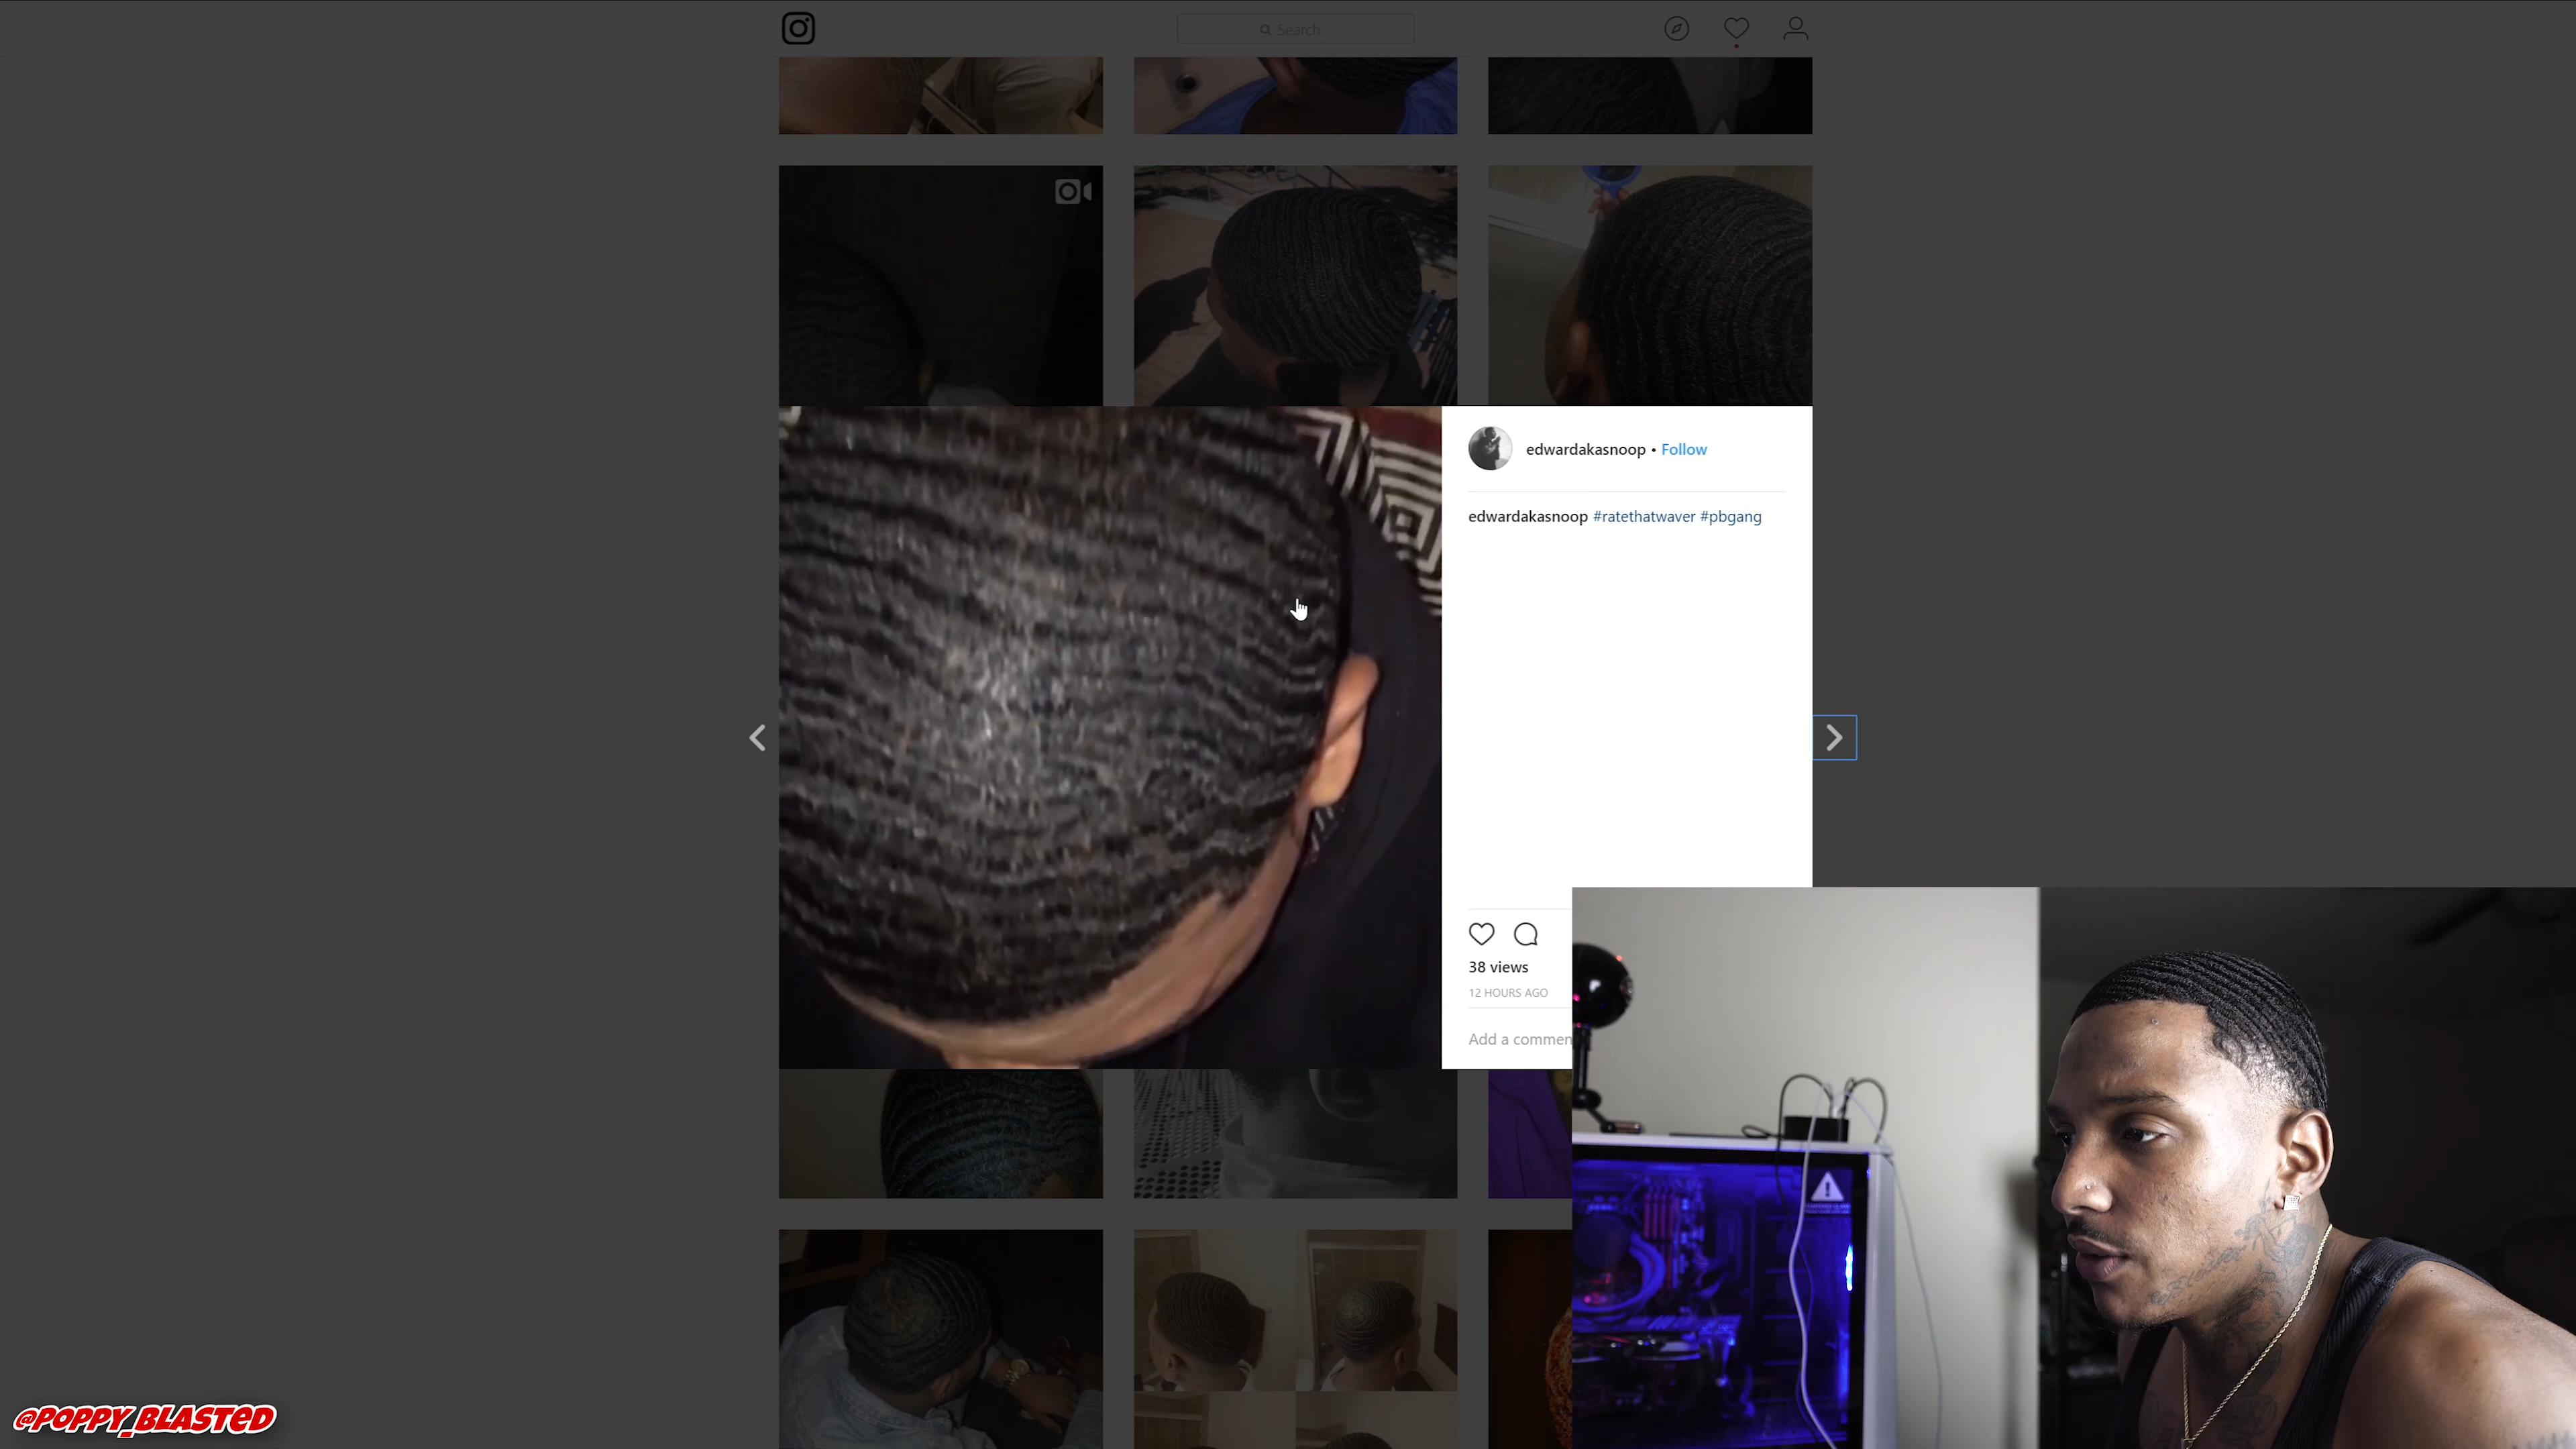 Search
edwardakasnoop • Follow
edwardakasnoop #ratethatwaver #pbgang
38 views
12 HOURS AGO
Add a commen
@POPPY_BLASTED